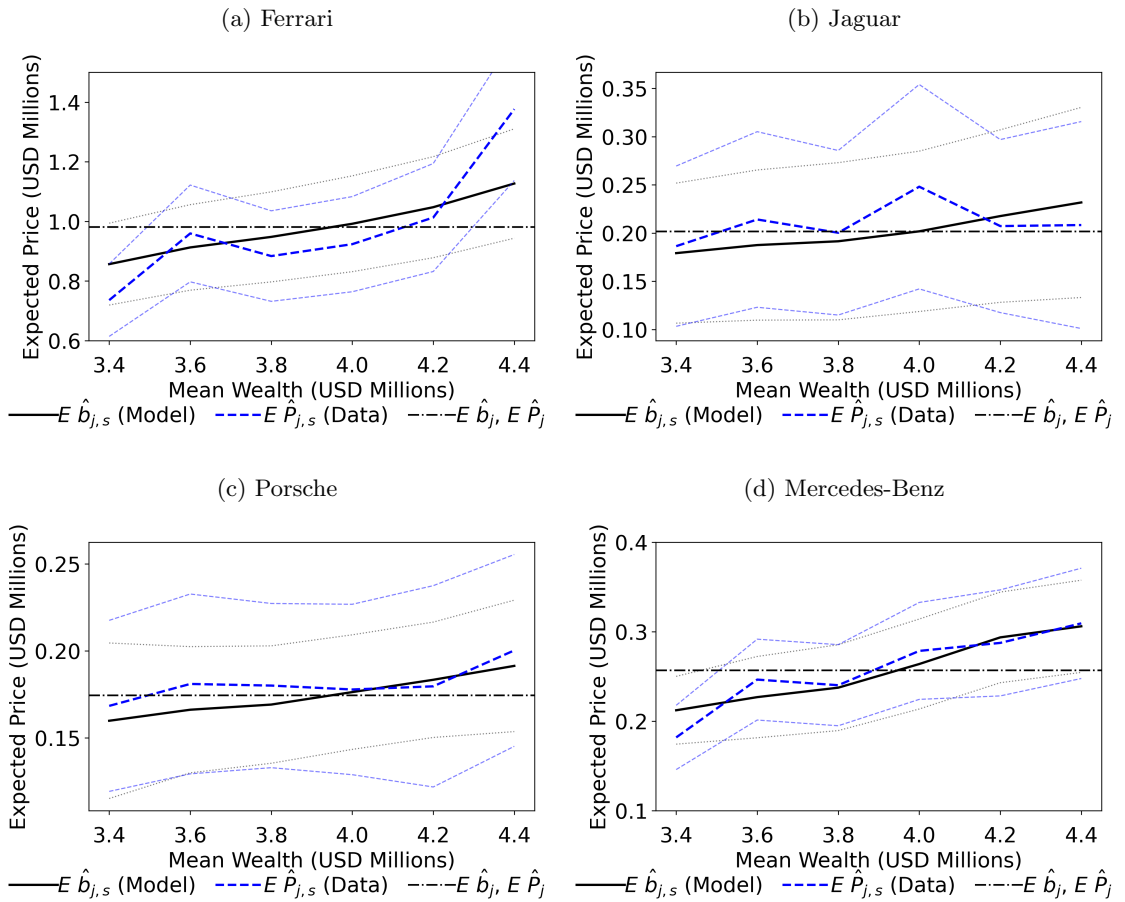 (a) Ferrari
Expected Price (USD Millions)
1.4
1.2
1.0
0.8
0.6
3.4 3.6 3.8 4.0 4.2 4.4
Mean Wealth (USD Millions)
E b̂j,s (Model) E P̂j,s (Data) E b̂j, E P̂j
(b) Jaguar
Expected Price (USD Millions)
0.35
0.30
0.25
0.20
0.15
0.10
3.4 3.6 3.8 4.0 4.2 4.4
Mean Wealth (USD Millions)
E b̂j,s (Model) E P̂j,s (Data) E b̂j, E P̂j
(c) Porsche
Expected Price (USD Millions)
0.25
0.20
0.15
3.4 3.6 3.8 4.0 4.2 4.4
Mean Wealth (USD Millions)
E b̂j,s (Model) E P̂j,s (Data) E b̂j, E P̂j
(d) Mercedes-Benz
Expected Price (USD Millions)
0.4
0.3
0.2
0.1
3.4 3.6 3.8 4.0 4.2 4.4
Mean Wealth (USD Millions)
E b̂j,s (Model) E P̂j,s (Data) E b̂j, E P̂j